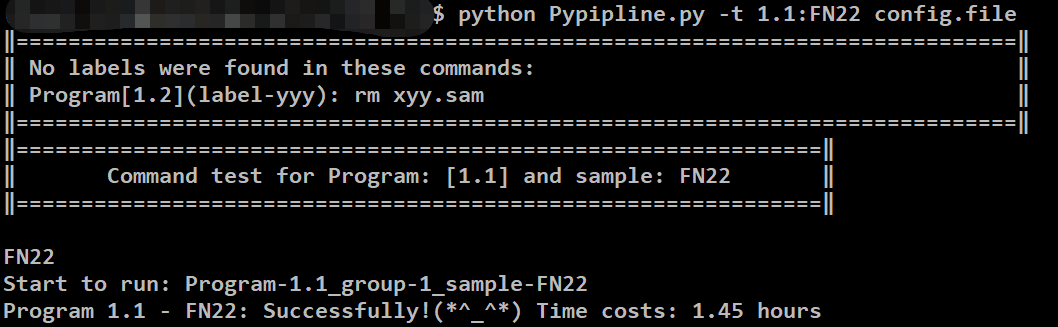 $ python Pypipline.py -t 1.1:FN22 config.file
‖==============================================================================‖
‖ No labels were found in these commands: ‖
‖ Program[1.2](label-yyy): rm xyy.sam ‖
‖==============================================================================‖
‖===============================================================‖
‖ Command test for Program: [1.1] and sample: FN22 ‖
‖===============================================================‖
FN22
Start to run: Program-1.1_group-1_sample-FN22
Program 1.1 - FN22: Successfully!(*^_^*) Time costs: 1.45 hours